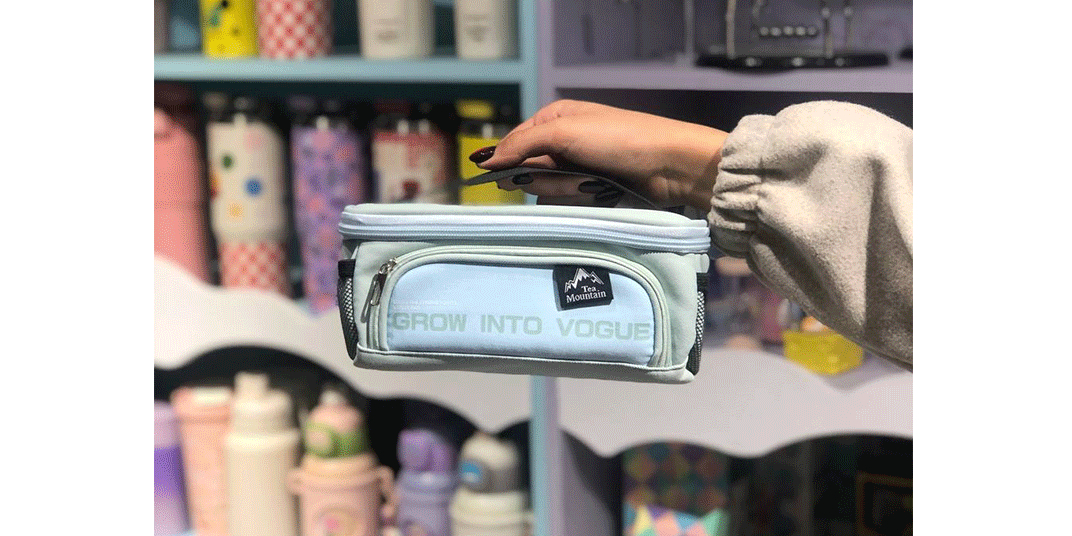 Tea
Mountain
GROW INTO VOGUE